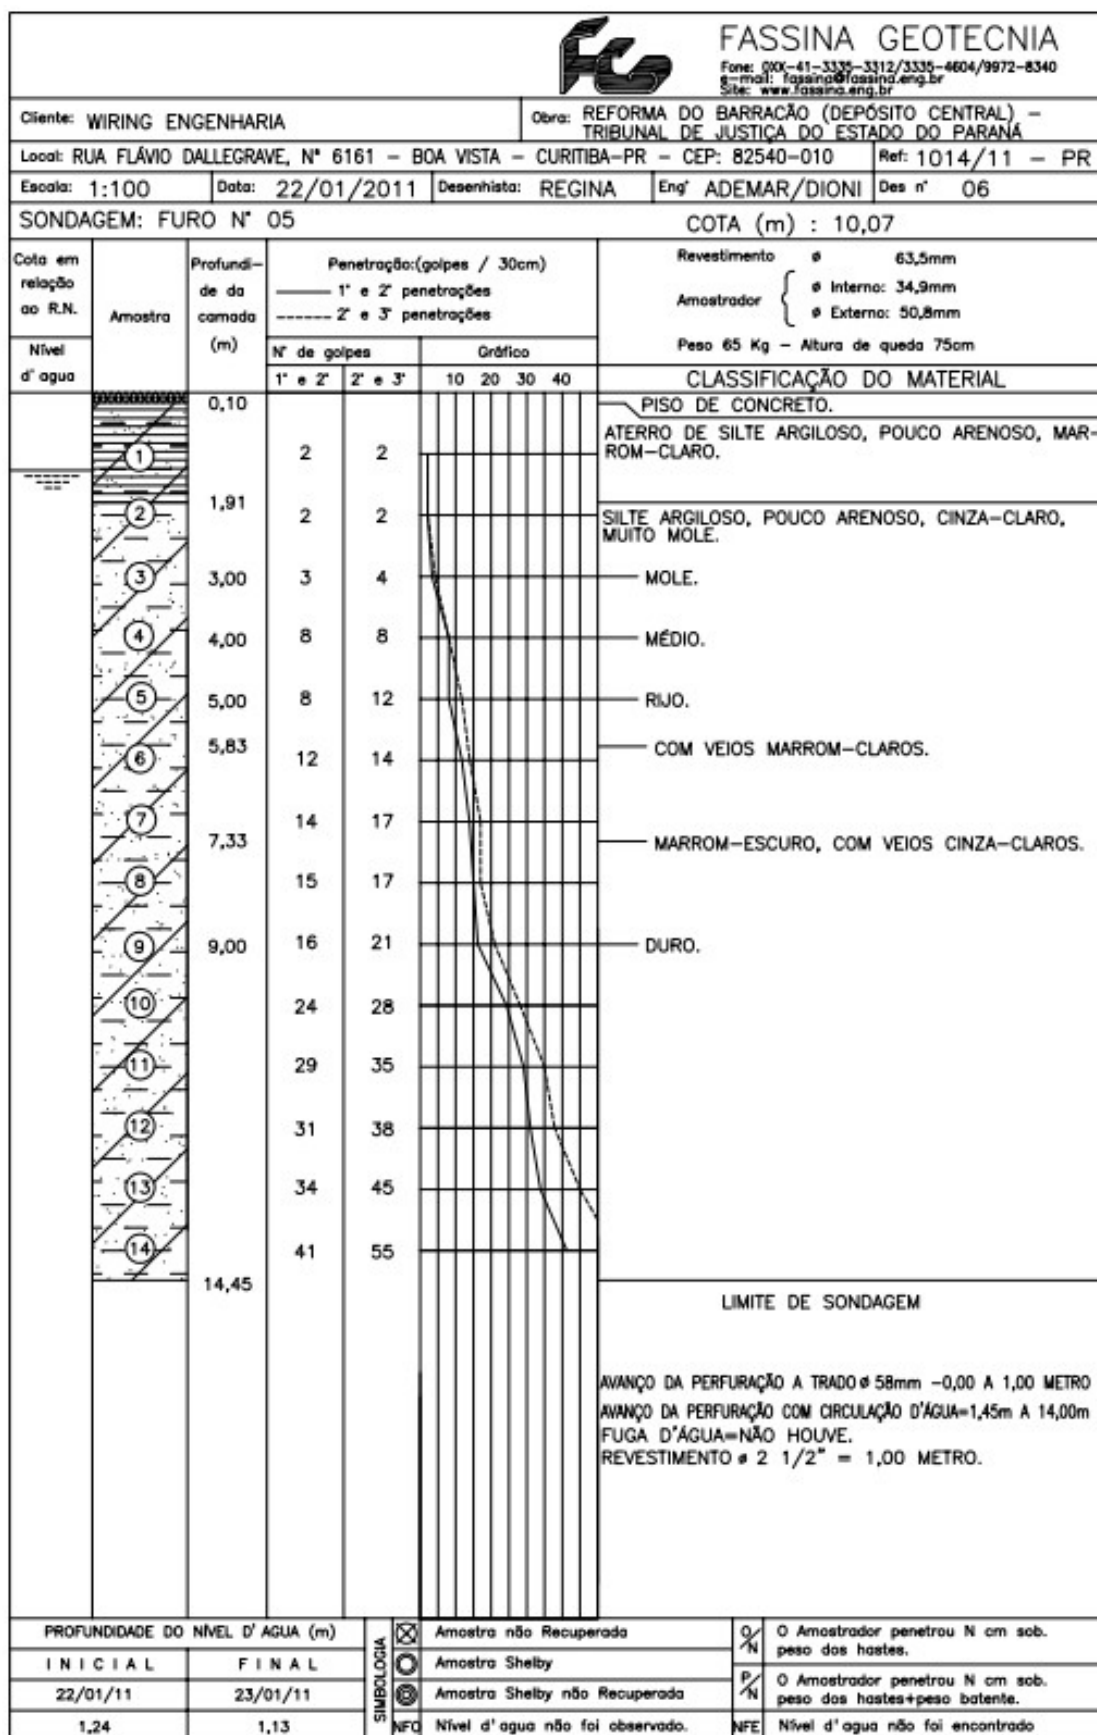 FG
FASSINA GEOTECNIA
Fone: 0XX-41-3335-3312/3335-4604/9972-8340
e-mail: fassina@fassina.eng.br
Site: www.fassina.eng.br
Cliente: WIRING ENGENHARIA
Obra: REFORMA DO BARRACÃO (DEPÓSITO CENTRAL) –
TRIBUNAL DE JUSTIÇA DO ESTADO DO PARANÁ
Local: RUA FLÁVIO DALLEGRAVE, N° 6161 – BOA VISTA – CURITIBA-PR – CEP: 82540-010
Ref: 1014/11 – PR
Escala: 1:100
Data: 22/01/2011
Desenhista: REGINA
Eng° ADEMAR/DIONI
Des n° 06
SONDAGEM: FURO N° 05
COTA (m) : 10,07
Cota em
relação
ao R.N.
Nível
d' agua
Amostra
Profundi-
de da
camada
(m)
Penetração:(golpes / 30cm)
1° e 2° penetrações
2° e 3° penetrações
N° de golpes
Gráfico
1° e 2° 2° e 3°
10 20 30 40
Revestimento ø 63,5mm
Amostrador { ø Interno: 34,9mm
ø Externo: 50,8mm
Peso 65 Kg – Altura de queda 75cm
CLASSIFICAÇÃO DO MATERIAL
0,10
PISO DE CONCRETO.
ATERRO DE SILTE ARGILOSO, POUCO ARENOSO, MAR-
ROM-CLARO.
1 2 2
1,91
2 2 2
SILTE ARGILOSO, POUCO ARENOSO, CINZA-CLARO,
MUITO MOLE.
3 3,00 3 4 MOLE.
4 4,00 8 8 MÉDIO.
5 5,00 8 12 RIJO.
5,83 COM VEIOS MARROM-CLAROS.
6 12 14
7 14 17
7,33 MARROM-ESCURO, COM VEIOS CINZA-CLAROS.
8 15 17
9 9,00 16 21 DURO.
10 24 28
11 29 35
12 31 38
13 34 45
14 41 55
14,45
LIMITE DE SONDAGEM
AVANÇO DA PERFURAÇÃO A TRADO ø 58mm -0,00 A 1,00 METRO
AVANÇO DA PERFURAÇÃO COM CIRCULAÇÃO D'ÁGUA=1,45m A 14,00m
FUGA D'ÁGUA=NÃO HOUVE.
REVESTIMENTO ø 2 1/2" = 1,00 METRO.
PROFUNDIDADE DO NÍVEL D' AGUA (m)
INICIAL FINAL
22/01/11 23/01/11
1,24 1,13
SIMBOLOGIA
Amostra não Recuperada
Amostra Shelby
Amostra Shelby não Recuperada
NFO Nível d'agua não foi observado.
O/N O Amostrador penetrou N cm sob.
peso dos hastes.
P/N O Amostrador penetrou N cm sob.
peso das hastes+peso batente.
NFE Nível d'agua não foi encontrado